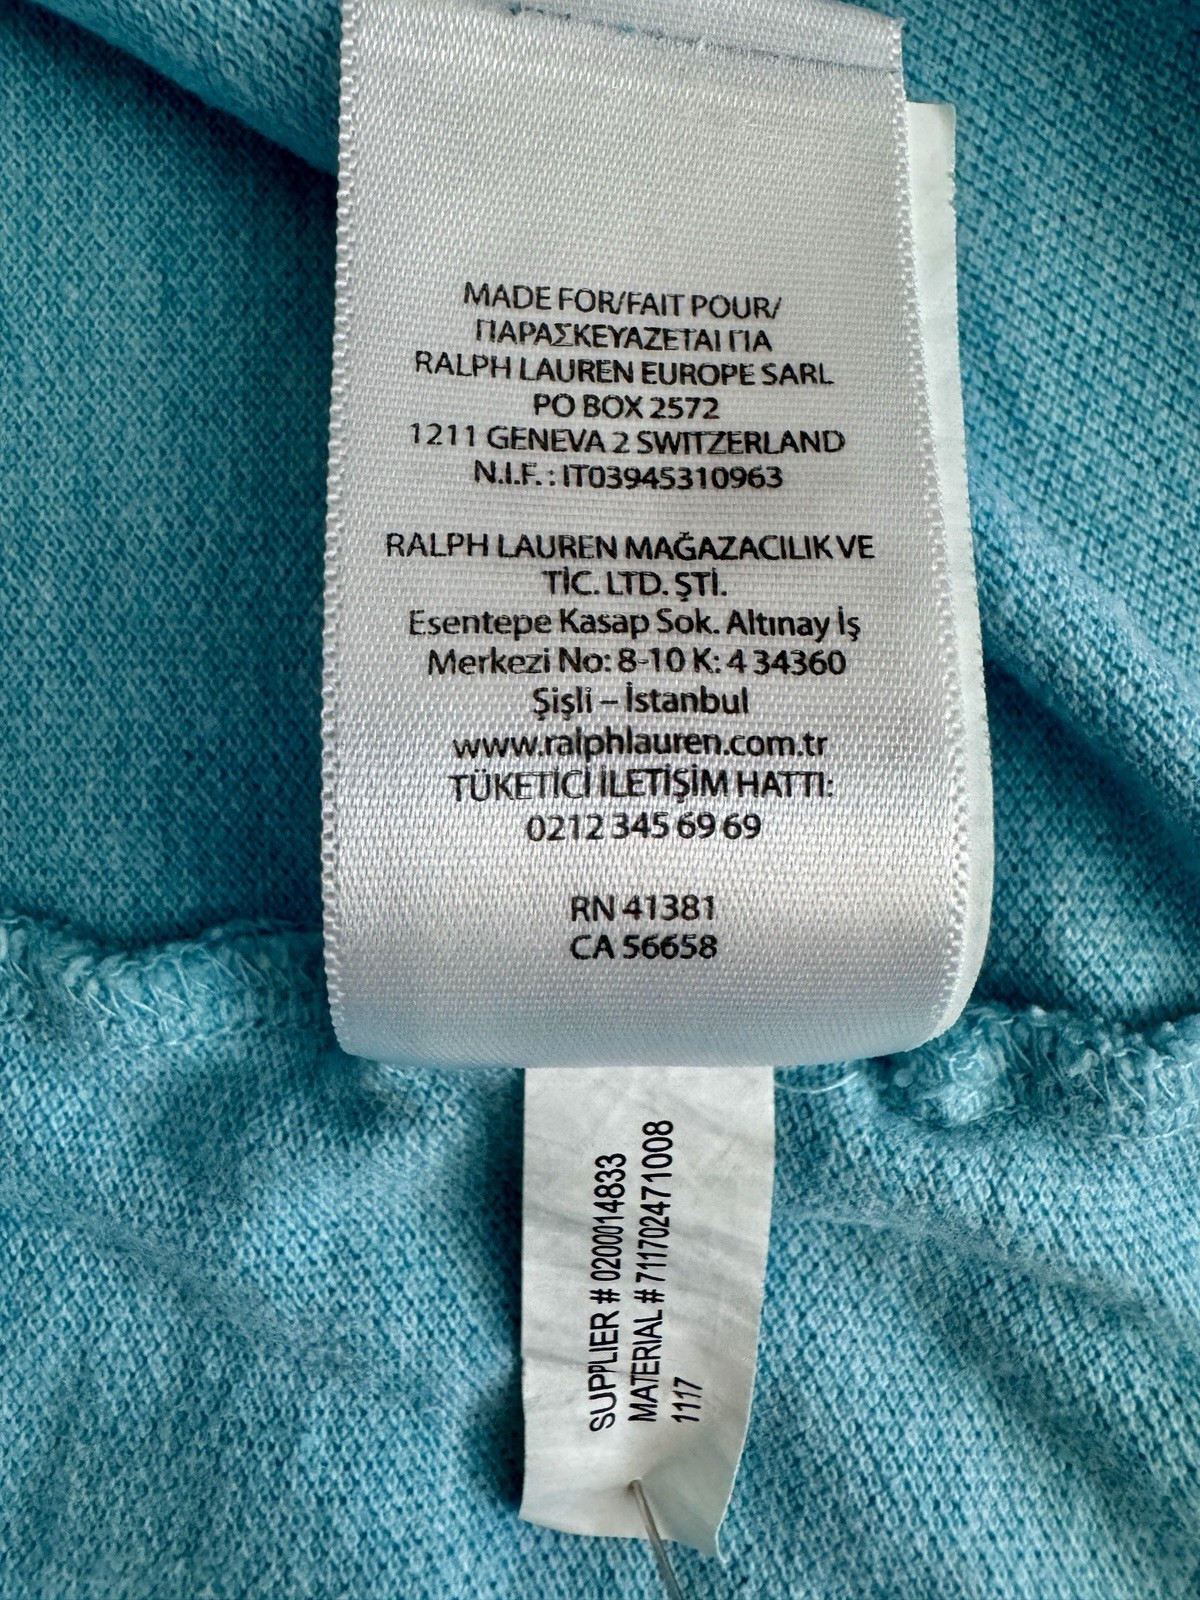 MADE FOR/FAIT POUR/
ΠΑΡΑΣΚΕΥΑΖΕΤΑΙ ΓΙΑ
RALPH LAUREN EUROPE SARL
PO BOX 2572
1211 GENEVA 2 SWITZERLAND
N.I.F. : IT03945310963
RALPH LAUREN MAĞAZACILIK VE
TİC. LTD. ŞTİ.
Esentepe Kasap Sok. Altınay İş
Merkezi No: 8-10 K: 4 34360
Şişli – İstanbul
www.ralphlauren.com.tr
TÜKETİCİ İLETİŞİM HATTI:
0212 345 69 69
RN 41381
CA 56658
SUPPLIER # 0200014833
MATERIAL # 711702471008
1117